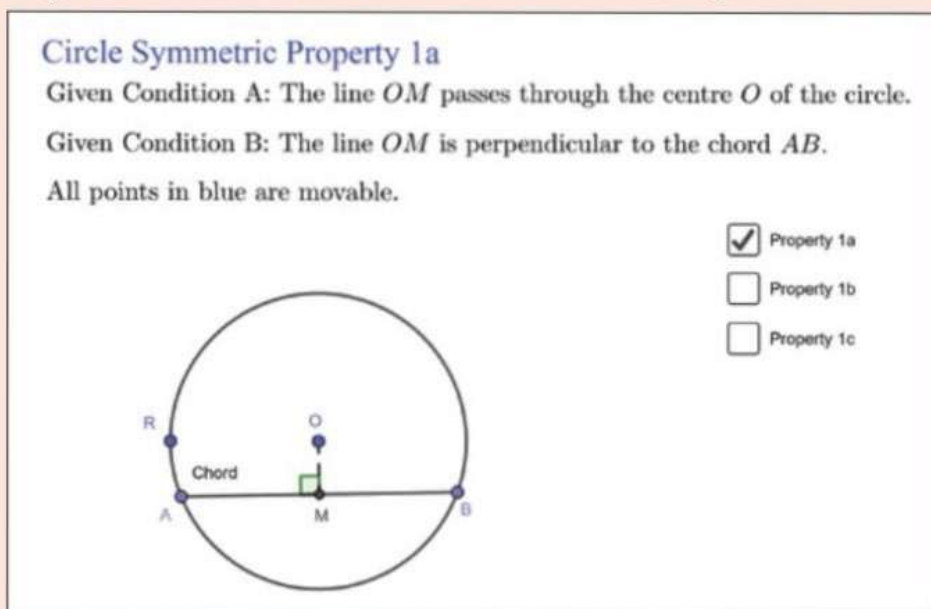 Circle Symmetric Property 1a
Given Condition A: The line OM passes through the centre O of the circle.
Given Condition B: The line OM is perpendicular to the chord AB.
All points in blue are movable.
Property 1a
Property 1b
Property 1c
R
O
Chord
A
M
B